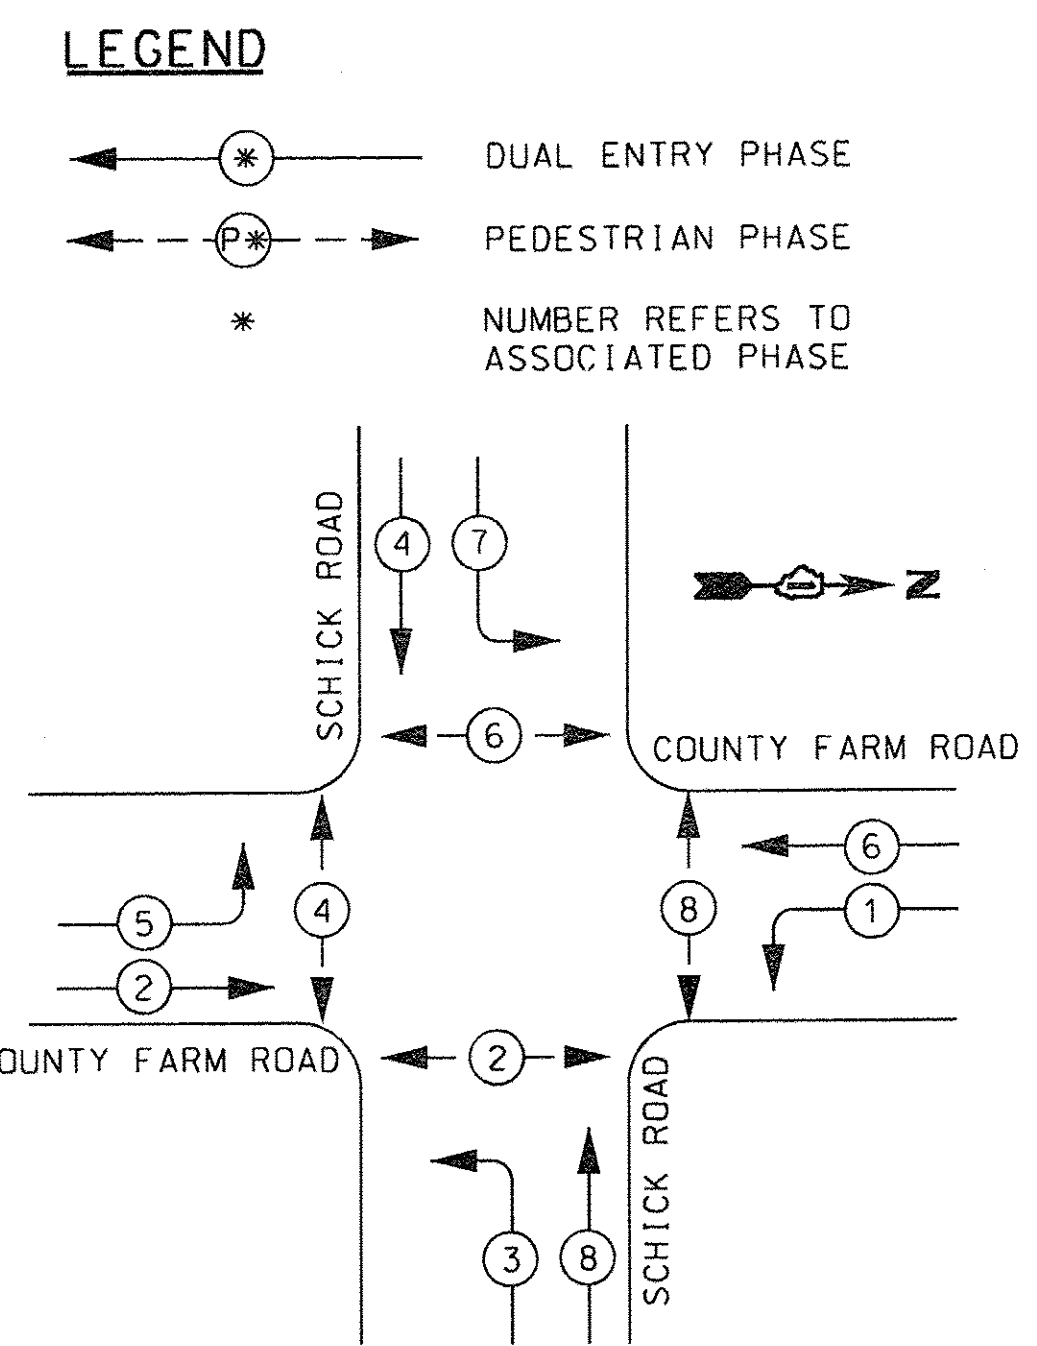 LEGEND
* DUAL ENTRY PHASE
P* PEDESTRIAN PHASE
* NUMBER REFERS TO
ASSOCIATED PHASE
SCHICK ROAD
4 7
N
6
COUNTY FARM ROAD
6
5 4 8 1
2
OUNTY FARM ROAD
2
SCHICK ROAD
3 8